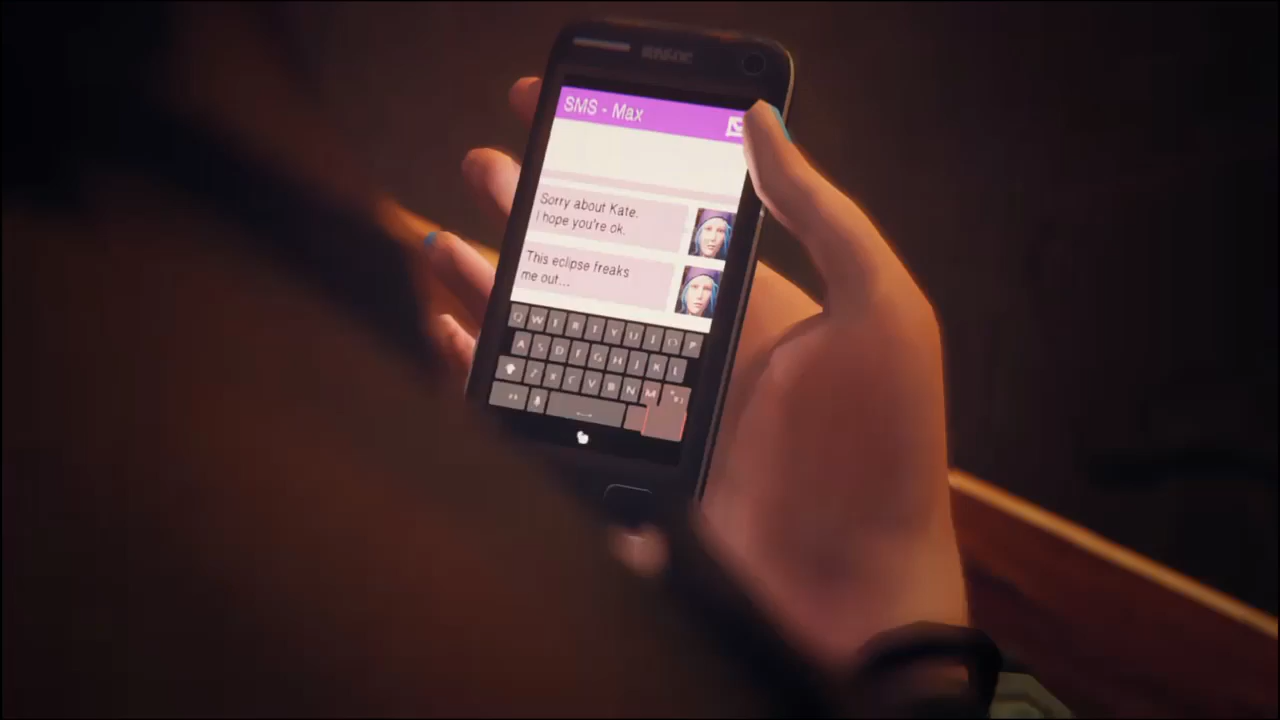 SMS - Max
Sorry about Kate.
I hope you're ok.
This eclipse freaks
me out...
Q W E R T Y U I O P
A S D F G H J K L
Z X C V B N M